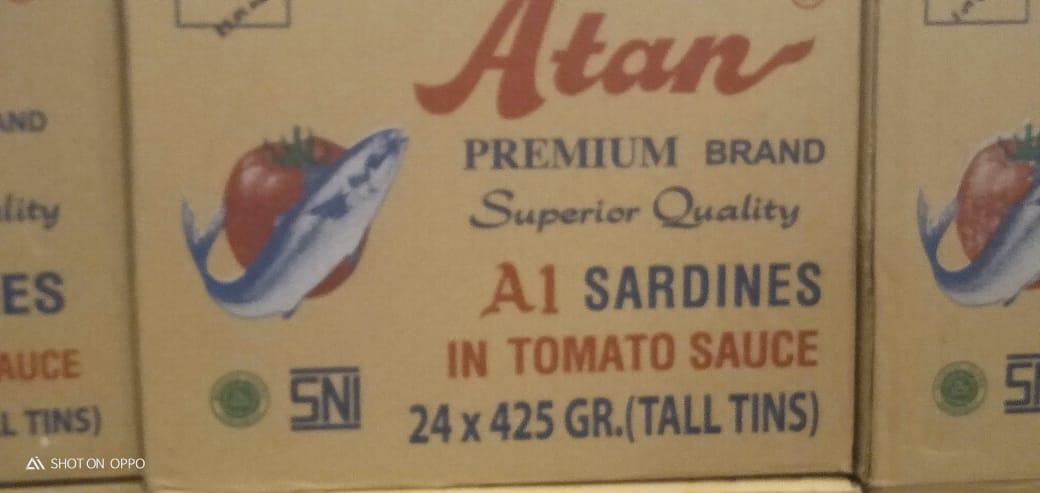 Atan
PREMIUM BRAND
Superior Quality
A1 SARDINES
IN TOMATO SAUCE
SNI
24 x 425 GR.(TALL TINS)
AND
lity
ES
AUCE
L TINS)
SHOT ON OPPO